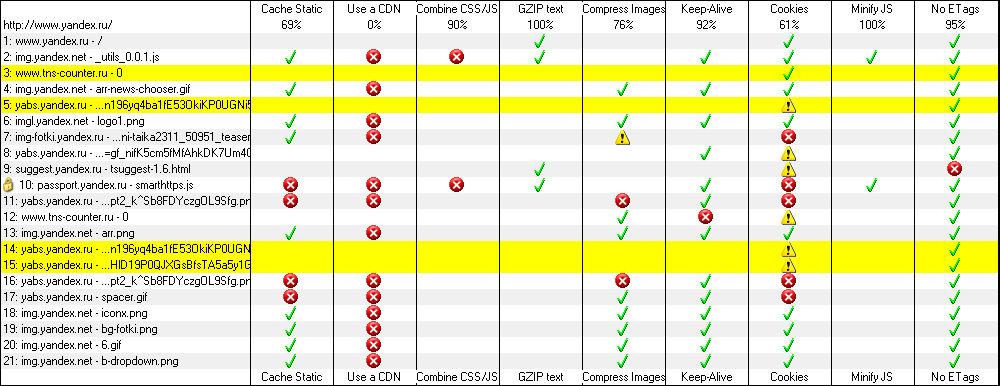 Cache Static Use a CDN Combine CSS/JS GZIP text Compress Images Keep-Alive Cookies Minify JS No ETags
http://www.yandex.ru/ 69% 0% 90% 100% 76% 92% 61% 100% 95%
1: www.yandex.ru - /
2: img.yandex.net - _utils_0.0.1.js
3: www.tns-counter.ru - 0
4: img.yandex.net - arr-news-chooser.gif
5: yabs.yandex.ru - ...n196yq4ba1fE53OkiKP0UGNi5
6: imgl.yandex.net - logo1.png
7: img-fotki.yandex.ru - ...ni-taika2311_50951_teaser
8: yabs.yandex.ru - ...=gf_nifK5cm5fMfAhkDK7Um4O
9: suggest.yandex.ru - tsuggest-1.6.html
10: passport.yandex.ru - smarthttps.js
11: yabs.yandex.ru - ...pt2_k^Sb8FDYczgOL9Sfg.pn
12: www.tns-counter.ru - 0
13: img.yandex.net - arr.png
14: yabs.yandex.ru - ...n196yq4ba1fE53OkiKP0UGN
15: yabs.yandex.ru - ...HID19P0QJXGsBfsTA5a5y1G
16: yabs.yandex.ru - ...pt2_k^Sb8FDYczgOL9Sfg.pn
17: yabs.yandex.ru - spacer.gif
18: img.yandex.net - iconx.png
19: img.yandex.net - bg-fotki.png
20: img.yandex.net - 6.gif
21: img.yandex.net - b-dropdown.png
Cache Static Use a CDN Combine CSS/JS GZIP text Compress Images Keep-Alive Cookies Minify JS No ETags